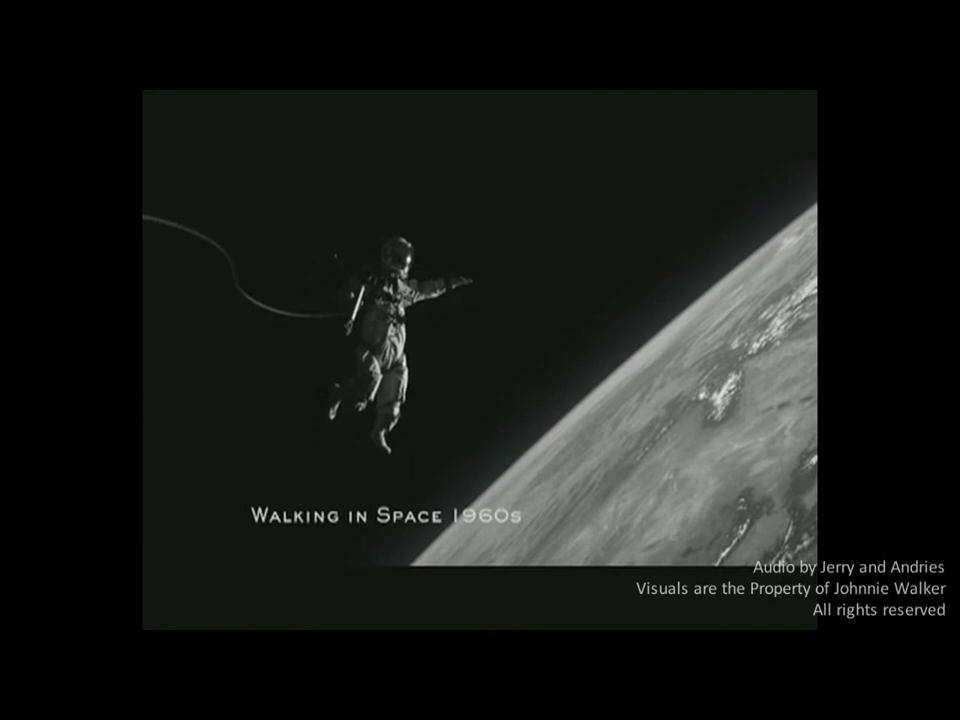 Walking in Space 1960s
Audio by Jerry and Andries
Visuals are the Property of Johnnie Walker
All rights reserved